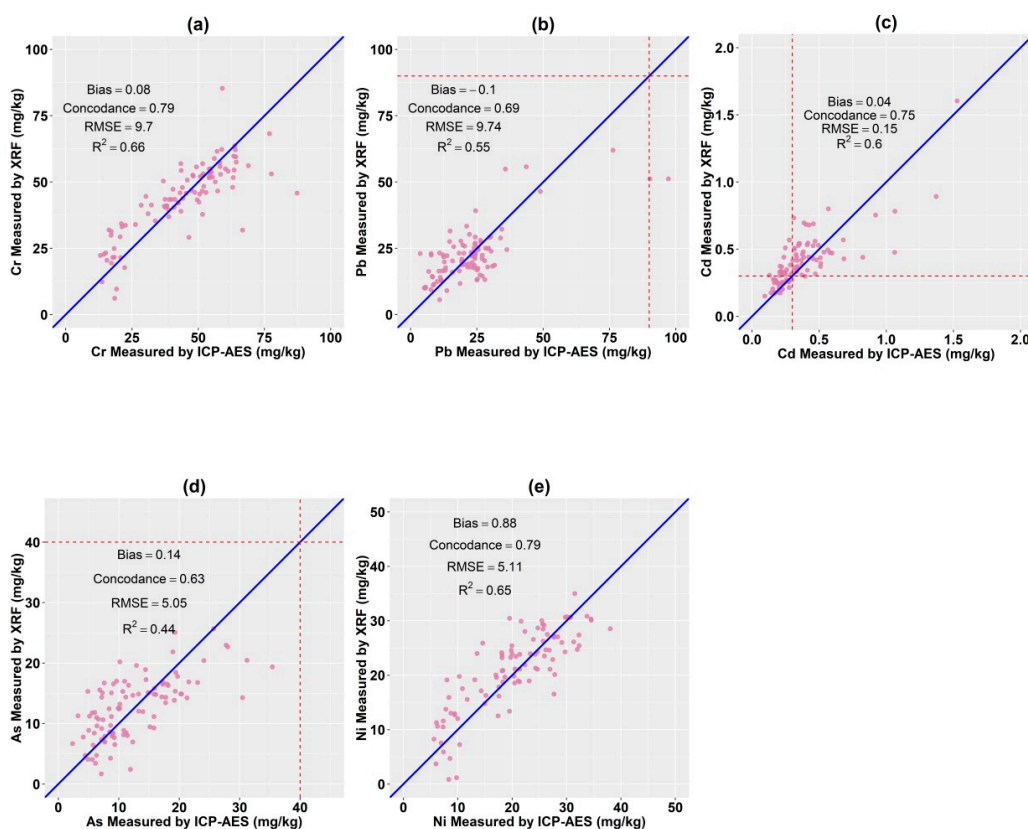 (a)
100
75
50
25
0
Cr Measured by XRF (mg/kg)
Bias = 0.08
Concodance = 0.79
RMSE = 9.7
R² = 0.66
0 25 50 75 100
Cr Measured by ICP-AES (mg/kg)
(b)
100
75
50
25
0
Pb Measured by XRF (mg/kg)
Bias = −0.1
Concodance = 0.69
RMSE = 9.74
R² = 0.55
0 25 50 75 100
Pb Measured by ICP-AES (mg/kg)
(c)
2.0
1.5
1.0
0.5
0.0
Cd Measured by XRF (mg/kg)
Bias = 0.04
Concodance = 0.75
RMSE = 0.15
R² = 0.6
0.0 0.5 1.0 1.5 2.0
Cd Measured by ICP-AES (mg/kg)
(d)
40
30
20
10
0
As Measured by XRF (mg/kg)
Bias = 0.14
Concodance = 0.63
RMSE = 5.05
R² = 0.44
0 10 20 30 40
As Measured by ICP-AES (mg/kg)
(e)
50
40
30
20
10
0
Ni Measured by XRF (mg/kg)
Bias = 0.88
Concodance = 0.79
RMSE = 5.11
R² = 0.65
0 10 20 30 40 50
Ni Measured by ICP-AES (mg/kg)